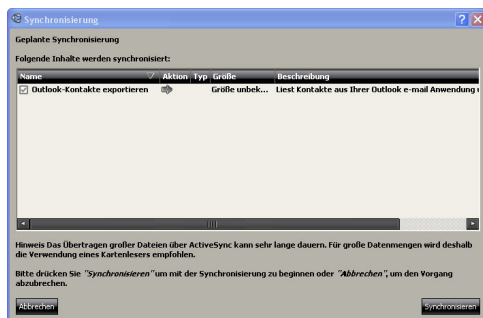 Synchronisierung
Geplante Synchronisierung
Folgende Inhalte werden synchronisiert:
Name Aktion Typ Größe Beschreibung
Outlook-Kontakte exportieren Größe unbek... Liest Kontakte aus Ihrer Outlook e-mail Anwendung u
Hinweis Das Übertragen großer Dateien über ActiveSync kann sehr lange dauern. Für große Datenmengen wird deshalb
die Verwendung eines Kartenlesers empfohlen.
Bitte drücken Sie "Synchronisieren" um mit der Synchronisierung zu beginnen oder "Abbrechen", um den Vorgang
abzubrechen.
Abbrechen Synchronisieren